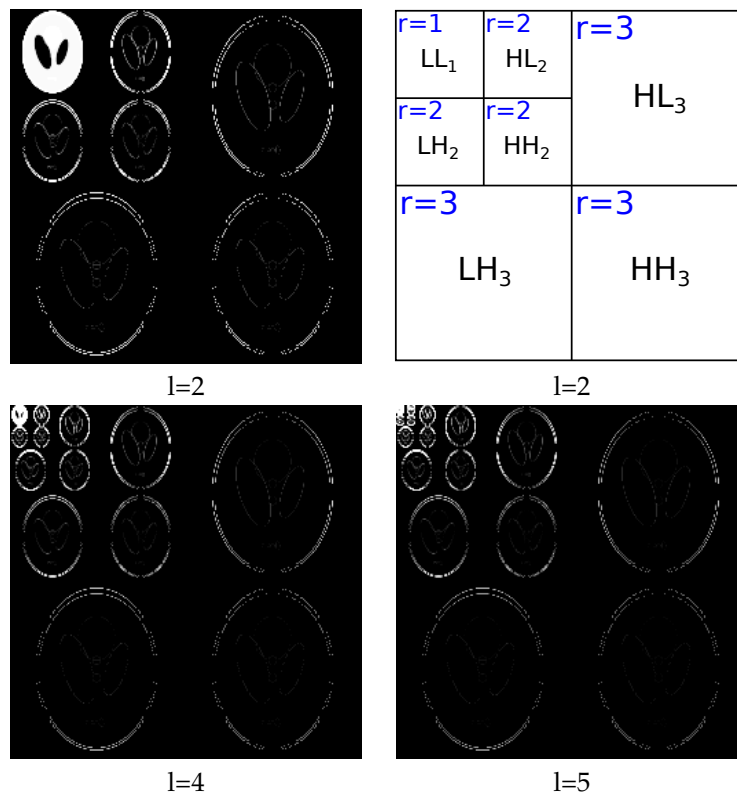 r=1 r=2 r=3
LL₁ HL₂
HL₃
r=2 r=2
LH₂ HH₂
r=3 r=3
LH₃ HH₃
l=2 l=2
l=4 l=5